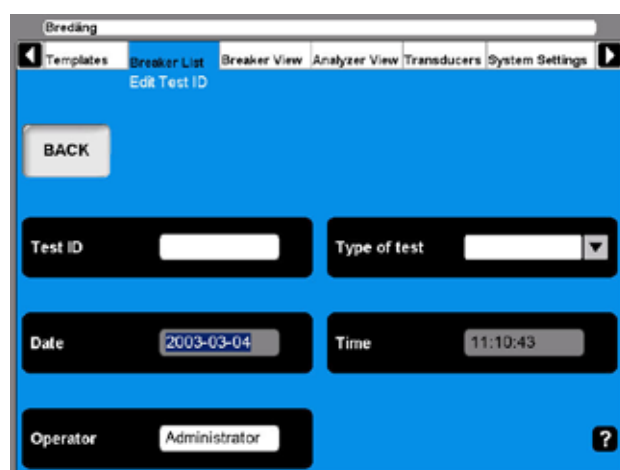 Bredäng
Templates Breaker List Breaker View Analyzer View Transducers System Settings
Edit Test ID
BACK
Test ID Type of test
Date 2003-03-04 Time 11:10:43
Operator Administrator ?